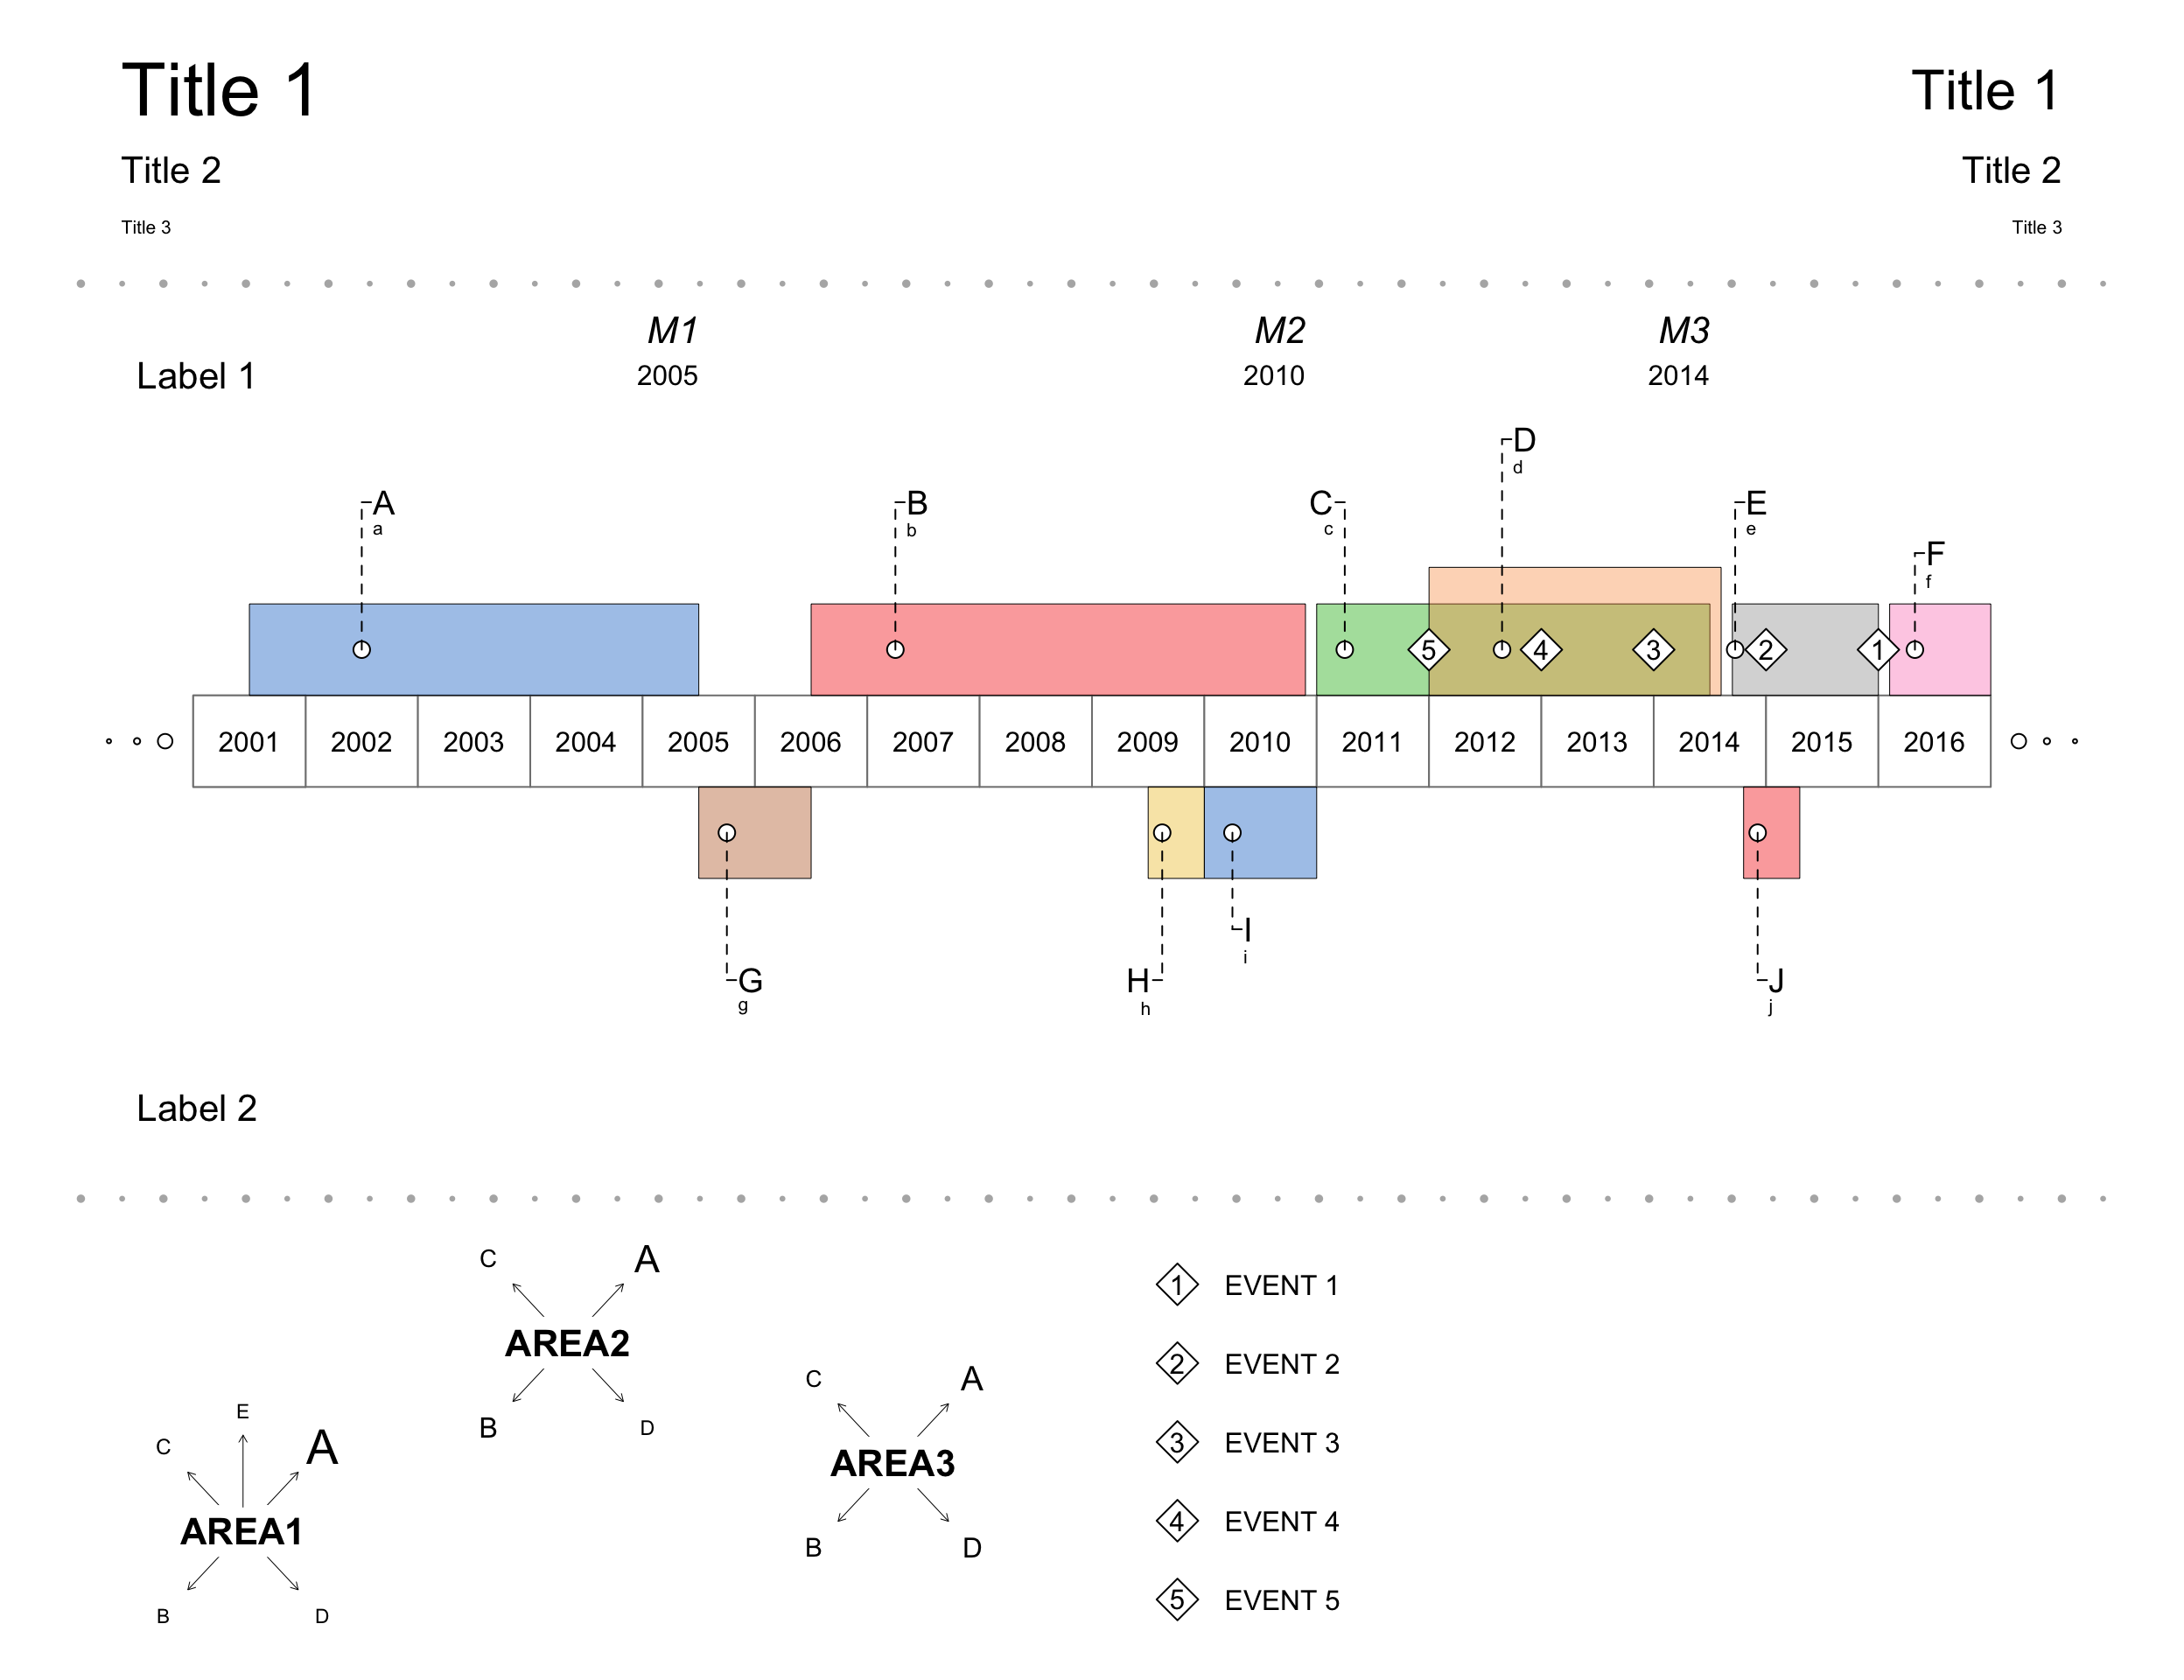 Title 1
Title 1
Title 2
Title 2
Title 3
Title 3
M1
M2
M3
Label 1
2005
2010
2014
D
d
A
a
B
b
C
c
E
e
F
f
5
4
3
2
1
2001 2002 2003 2004 2005 2006 2007 2008 2009 2010 2011 2012 2013 2014 2015 2016
I
i
G
g
H
h
J
j
Label 2
C
A
AREA2
B
D
E
C
A
AREA1
B
D
C
A
AREA3
B
D
1 EVENT 1
2 EVENT 2
3 EVENT 3
4 EVENT 4
5 EVENT 5